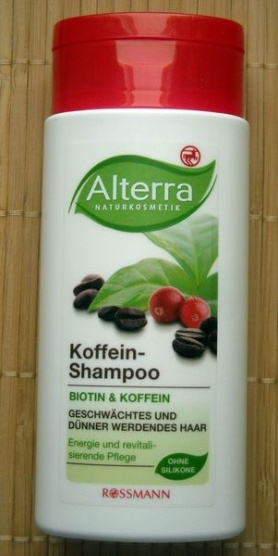 Alterra
NATURKOSMETIK
Koffein-
Shampoo
BIOTIN & KOFFEIN
GESCHWÄCHTES UND
DÜNNER WERDENDES HAAR
Energie und revitali-
sierende Pflege
OHNE
SILIKONE
ROSSMANN